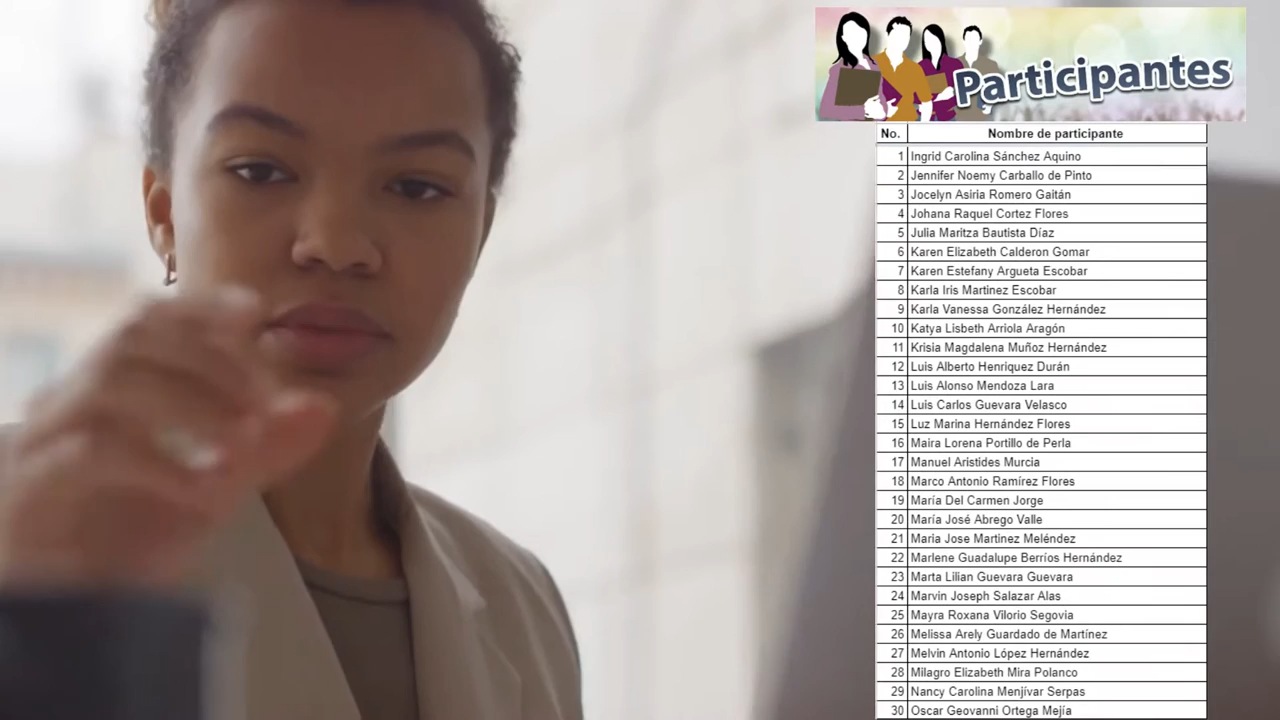 Participantes
No. Nombre de participante
1 Ingrid Carolina Sánchez Aquino
2 Jennifer Noemy Carballo de Pinto
3 Jocelyn Asiria Romero Gaitán
4 Johana Raquel Cortez Flores
5 Julia Maritza Bautista Díaz
6 Karen Elizabeth Calderon Gomar
7 Karen Estefany Argueta Escobar
8 Karla Iris Martinez Escobar
9 Karla Vanessa González Hernández
10 Katya Lisbeth Arriola Aragón
11 Krisia Magdalena Muñoz Hernández
12 Luis Alberto Henriquez Durán
13 Luis Alonso Mendoza Lara
14 Luis Carlos Guevara Velasco
15 Luz Marina Hernández Flores
16 Maira Lorena Portillo de Perla
17 Manuel Aristides Murcia
18 Marco Antonio Ramírez Flores
19 María Del Carmen Jorge
20 María José Abrego Valle
21 Maria Jose Martinez Meléndez
22 Marlene Guadalupe Berríos Hernández
23 Marta Lilian Guevara Guevara
24 Marvin Joseph Salazar Alas
25 Mayra Roxana Vilorio Segovia
26 Melissa Arely Guardado de Martínez
27 Melvin Antonio López Hernández
28 Milagro Elizabeth Mira Polanco
29 Nancy Carolina Menjívar Serpas
30 Oscar Geovanni Ortega Mejía